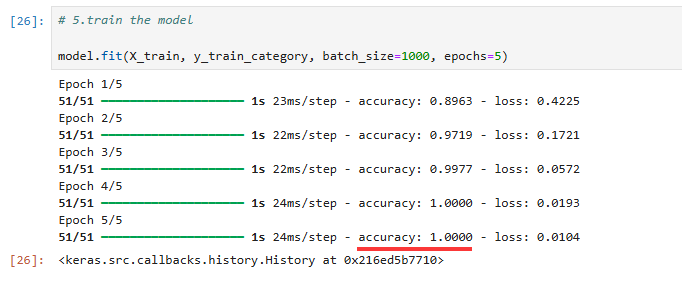 [26]: # 5.train the model
model.fit(X_train, y_train_category, batch_size=1000, epochs=5)
Epoch 1/5
51/51 ━━━━━━━━━━━━━━━━━━━━ 1s 23ms/step - accuracy: 0.8963 - loss: 0.4225
Epoch 2/5
51/51 ━━━━━━━━━━━━━━━━━━━━ 1s 22ms/step - accuracy: 0.9719 - loss: 0.1721
Epoch 3/5
51/51 ━━━━━━━━━━━━━━━━━━━━ 1s 22ms/step - accuracy: 0.9977 - loss: 0.0572
Epoch 4/5
51/51 ━━━━━━━━━━━━━━━━━━━━ 1s 24ms/step - accuracy: 1.0000 - loss: 0.0193
Epoch 5/5
51/51 ━━━━━━━━━━━━━━━━━━━━ 1s 24ms/step - accuracy: 1.0000 - loss: 0.0104
[26]: <keras.src.callbacks.history.History at 0x216ed5b7710>